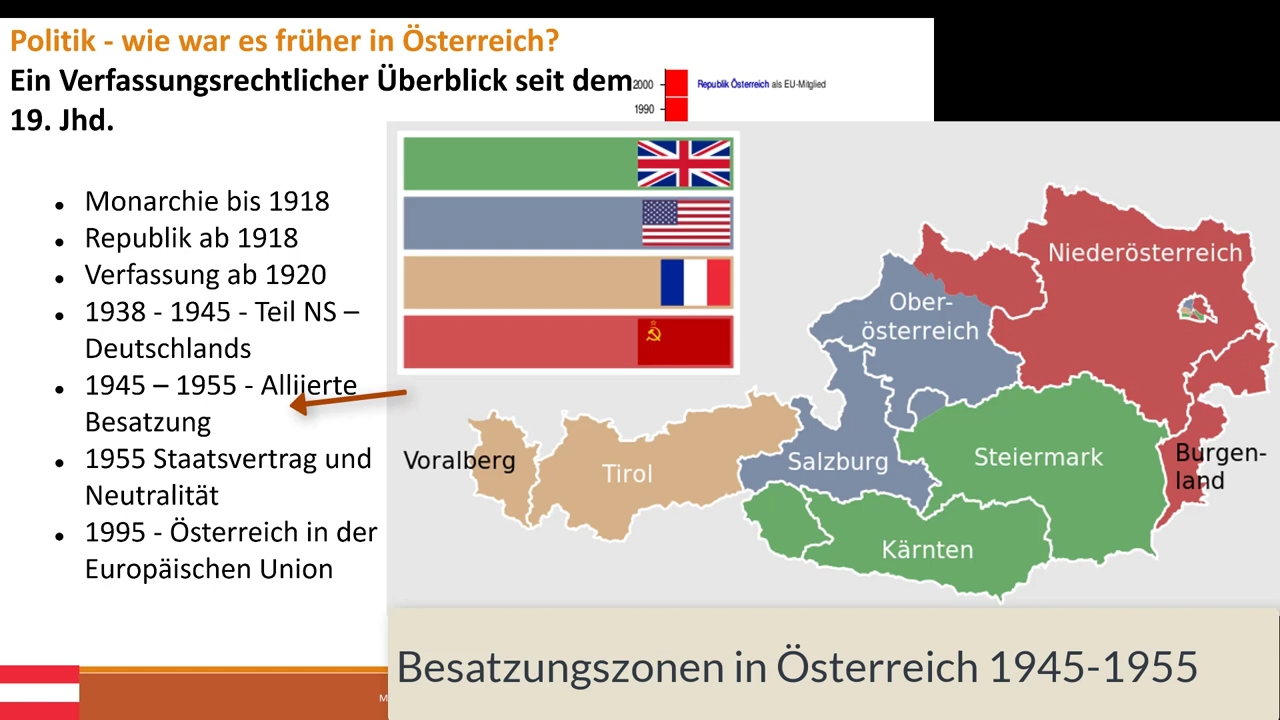 Politik - wie war es früher in Österreich?
Ein Verfassungsrechtlicher Überblick seit dem
19. Jhd.
2000
Republik Österreich als EU-Mitglied
1990
Monarchie bis 1918
Republik ab 1918
Verfassung ab 1920
1938 - 1945 - Teil NS –
Deutschlands
1945 – 1955 - Alliierte
Besatzung
1955 Staatsvertrag und
Neutralität
1995 - Österreich in der
Europäischen Union
Niederösterreich
Ober-
österreich
Voralberg
Tirol
Salzburg
Steiermark
Burgen-
land
Kärnten
Besatzungszonen in Österreich 1945-1955
M